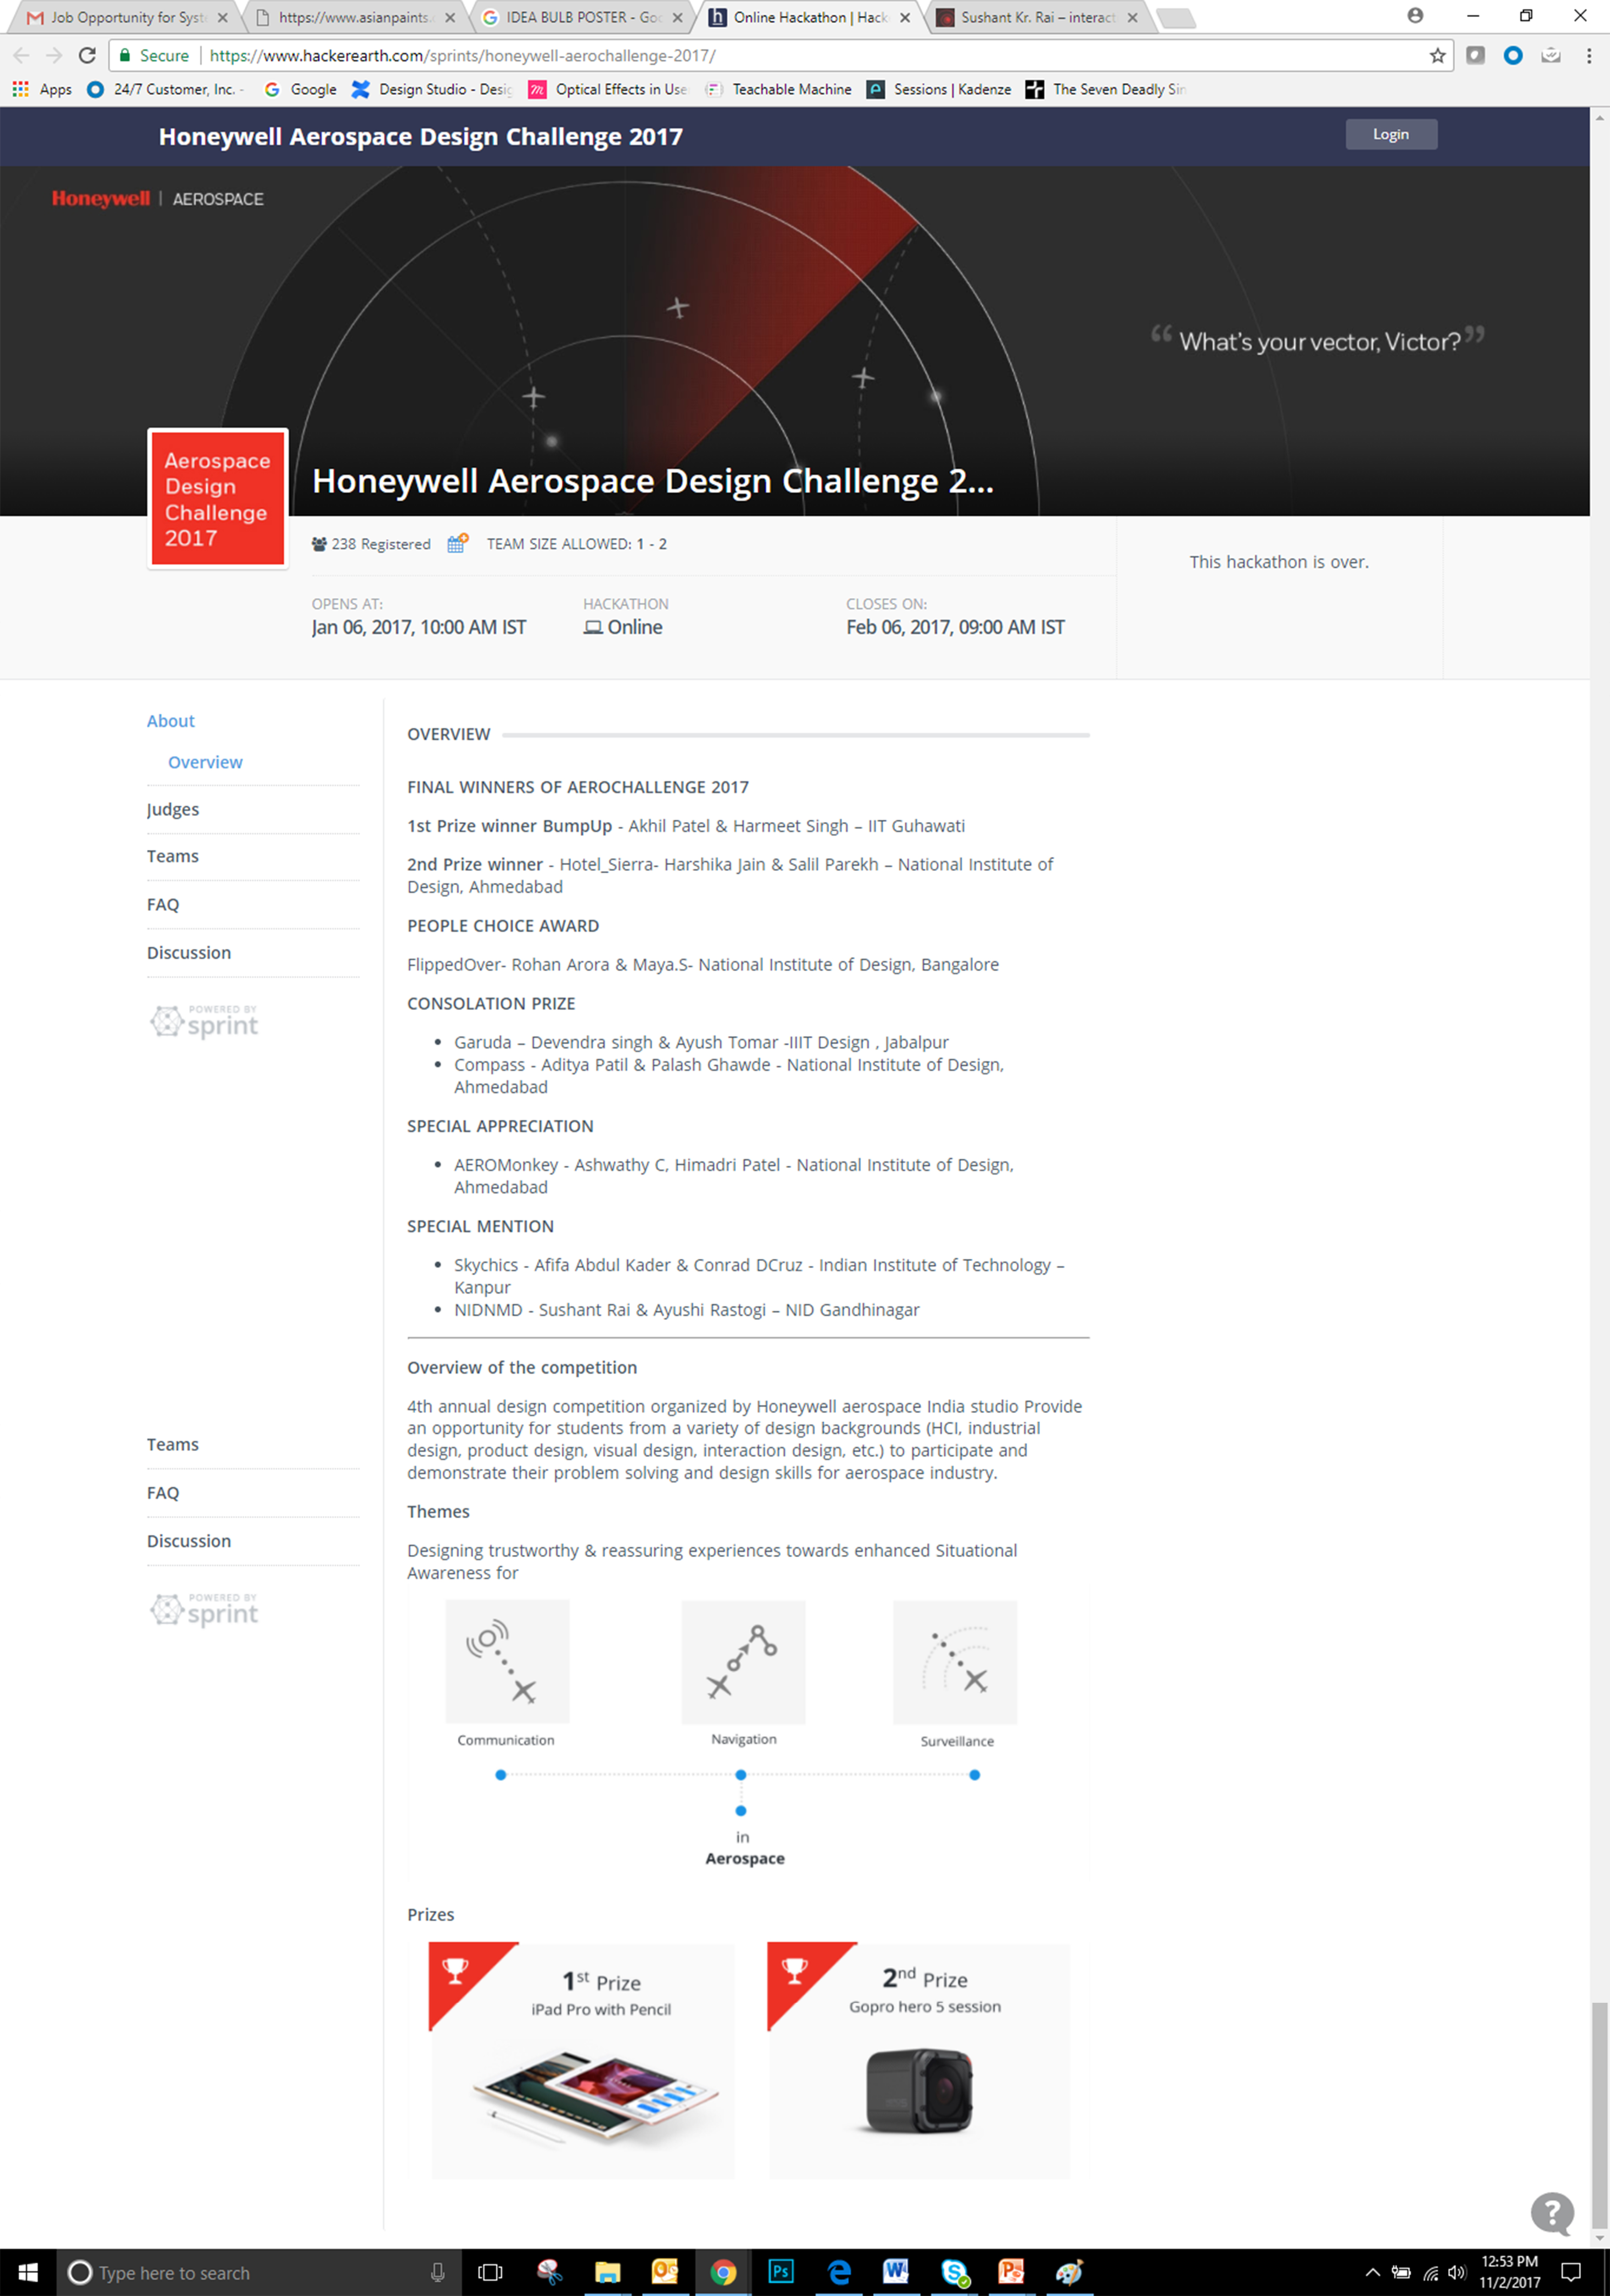 Job Opportunity for Syst
https://www.asianpaints.
IDEA BULB POSTER - Goo
Online Hackathon | Hack
Sushant Kr. Rai – interact
Secure
https://www.hackerearth.com/sprints/honeywell-aerochallenge-2017/
Apps
24/7 Customer, Inc. -
Google
Design Studio - Desig
Optical Effects in Use
Teachable Machine
Sessions | Kadenze
The Seven Deadly Sin
Honeywell Aerospace Design Challenge 2017
Login
Honeywell | AEROSPACE
“ What's your vector, Victor? ”
Aerospace
Design
Challenge
2017
Honeywell Aerospace Design Challenge 2...
238 Registered
TEAM SIZE ALLOWED: 1 - 2
This hackathon is over.
OPENS AT:
Jan 06, 2017, 10:00 AM IST
HACKATHON
Online
CLOSES ON:
Feb 06, 2017, 09:00 AM IST
About
Overview
Judges
Teams
FAQ
Discussion
POWERED BY
sprint
OVERVIEW
FINAL WINNERS OF AEROCHALLENGE 2017
1st Prize winner BumpUp - Akhil Patel & Harmeet Singh – IIT Guhawati
2nd Prize winner - Hotel_Sierra- Harshika Jain & Salil Parekh – National Institute of
Design, Ahmedabad
PEOPLE CHOICE AWARD
FlippedOver- Rohan Arora & Maya.S- National Institute of Design, Bangalore
CONSOLATION PRIZE
• Garuda – Devendra singh & Ayush Tomar -IIIT Design , Jabalpur
• Compass - Aditya Patil & Palash Ghawde - National Institute of Design,
Ahmedabad
SPECIAL APPRECIATION
• AEROMonkey - Ashwathy C, Himadri Patel - National Institute of Design,
Ahmedabad
SPECIAL MENTION
• Skychics - Afifa Abdul Kader & Conrad DCruz - Indian Institute of Technology –
Kanpur
• NIDNMD - Sushant Rai & Ayushi Rastogi – NID Gandhinagar
Overview of the competition
4th annual design competition organized by Honeywell aerospace India studio Provide
an opportunity for students from a variety of design backgrounds (HCI, industrial
design, product design, visual design, interaction design, etc.) to participate and
demonstrate their problem solving and design skills for aerospace industry.
Teams
FAQ
Discussion
POWERED BY
sprint
Themes
Designing trustworthy & reassuring experiences towards enhanced Situational
Awareness for
Communication
Navigation
Surveillance
in
Aerospace
Prizes
1st Prize
iPad Pro with Pencil
2nd Prize
Gopro hero 5 session
?
Type here to search
12:53 PM
11/2/2017